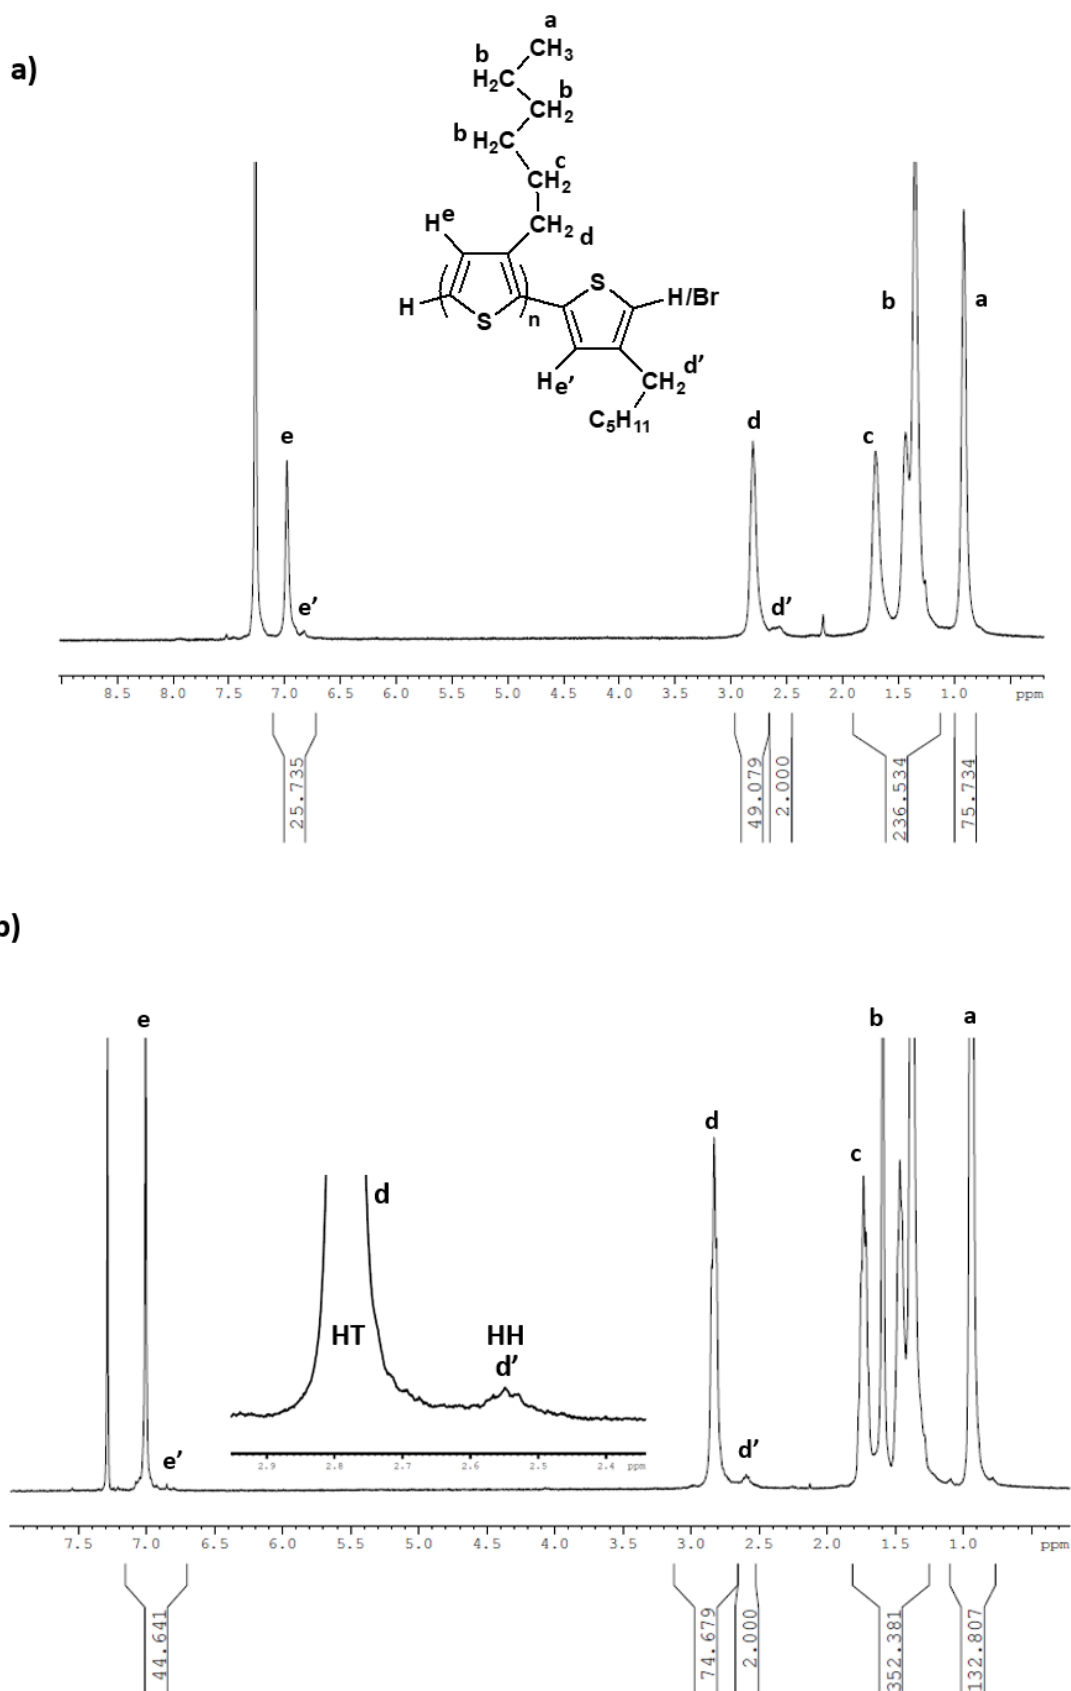 a)
a
b
CH3
H2C
b
CH2
b
H2C
c
CH2
He
CH2
d
S
H
H/Br
n
S
d'
He'
CH2
C5H11
b
a
d
e
c
e'
d'
8.5 8.0 7.5 7.0 6.5 6.0 5.5 5.0 4.5 4.0 3.5 3.0 2.5 2.0 1.5 1.0 ppm
25.735
49.079
2.000
236.534
75.734
b)
e
b
a
d
c
d
HT
HH
d'
e'
d'
2.9 2.8 2.7 2.6 2.5 2.4 ppm
7.5 7.0 6.5 6.0 5.5 5.0 4.5 4.0 3.5 3.0 2.5 2.0 1.5 1.0 ppm
44.641
74.679
2.000
352.381
132.807